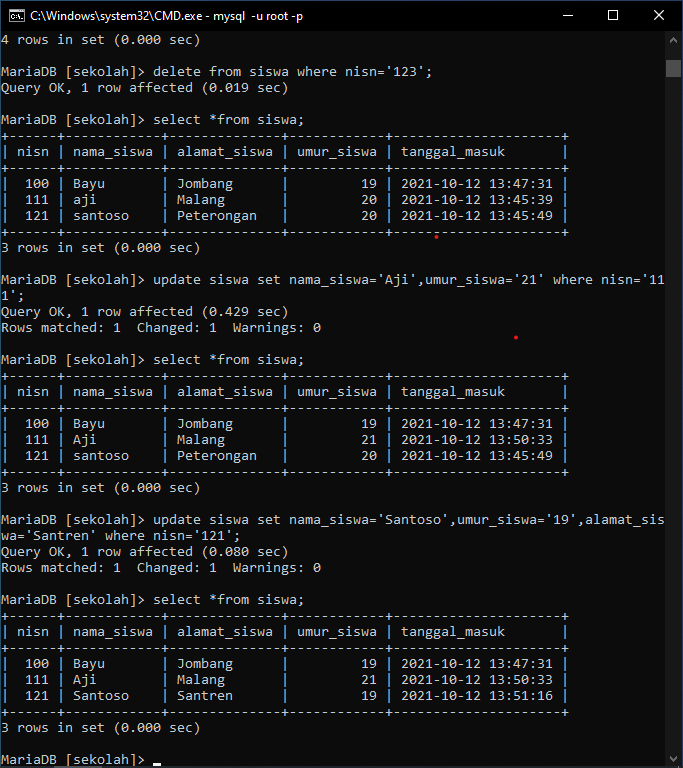 C:\Windows\system32\CMD.exe - mysql  -u root -p
4 rows in set (0.000 sec)
MariaDB [sekolah]> delete from siswa where nisn='123';
Query OK, 1 row affected (0.019 sec)
MariaDB [sekolah]> select *from siswa;
+------+------------+--------------+------------+---------------------+
| nisn | nama_siswa | alamat_siswa | umur_siswa | tanggal_masuk       |
+------+------------+--------------+------------+---------------------+
|  100 | Bayu       | Jombang      |         19 | 2021-10-12 13:47:31 |
|  111 | aji        | Malang       |         20 | 2021-10-12 13:45:39 |
|  121 | santoso    | Peterongan   |         20 | 2021-10-12 13:45:49 |
+------+------------+--------------+------------+---------------------+
3 rows in set (0.000 sec)
MariaDB [sekolah]> update siswa set nama_siswa='Aji',umur_siswa='21' where nisn='11
1';
Query OK, 1 row affected (0.429 sec)
Rows matched: 1  Changed: 1  Warnings: 0
MariaDB [sekolah]> select *from siswa;
+------+------------+--------------+------------+---------------------+
| nisn | nama_siswa | alamat_siswa | umur_siswa | tanggal_masuk       |
+------+------------+--------------+------------+---------------------+
|  100 | Bayu       | Jombang      |         19 | 2021-10-12 13:47:31 |
|  111 | Aji        | Malang       |         21 | 2021-10-12 13:50:33 |
|  121 | santoso    | Peterongan   |         20 | 2021-10-12 13:45:49 |
+------+------------+--------------+------------+---------------------+
3 rows in set (0.000 sec)
MariaDB [sekolah]> update siswa set nama_siswa='Santoso',umur_siswa='19',alamat_sis
wa='Santren' where nisn='121';
Query OK, 1 row affected (0.080 sec)
Rows matched: 1  Changed: 1  Warnings: 0
MariaDB [sekolah]> select *from siswa;
+------+------------+--------------+------------+---------------------+
| nisn | nama_siswa | alamat_siswa | umur_siswa | tanggal_masuk       |
+------+------------+--------------+------------+---------------------+
|  100 | Bayu       | Jombang      |         19 | 2021-10-12 13:47:31 |
|  111 | Aji        | Malang       |         21 | 2021-10-12 13:50:33 |
|  121 | Santoso    | Santren      |         19 | 2021-10-12 13:51:16 |
+------+------------+--------------+------------+---------------------+
3 rows in set (0.000 sec)
MariaDB [sekolah]> _